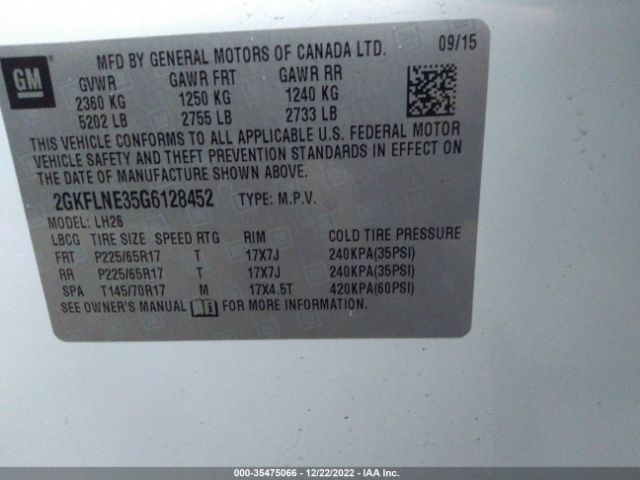 GM
MFD BY GENERAL MOTORS OF CANADA LTD. 09/15
GVWR GAWR FRT GAWR RR
2360 KG 1250 KG 1240 KG
5202 LB 2755 LB 2733 LB
THIS VEHICLE CONFORMS TO ALL APPLICABLE U.S. FEDERAL MOTOR
VEHICLE SAFETY AND THEFT PREVENTION STANDARDS IN EFFECT ON
THE DATE OF MANUFACTURE SHOWN ABOVE.
2GKFLNE35G6128452 TYPE: M.P.V.
MODEL: LH26
LBCG TIRE SIZE SPEED RTG RIM COLD TIRE PRESSURE
FRT P225/65R17 T 17X7J 240KPA(35PSI)
RR P225/65R17 T 17X7J 240KPA(35PSI)
SPA T145/70R17 M 17X4.5T 420KPA(60PSI)
SEE OWNER'S MANUAL FOR MORE INFORMATION.
000-35475066 - 12/22/2022 - IAA Inc.